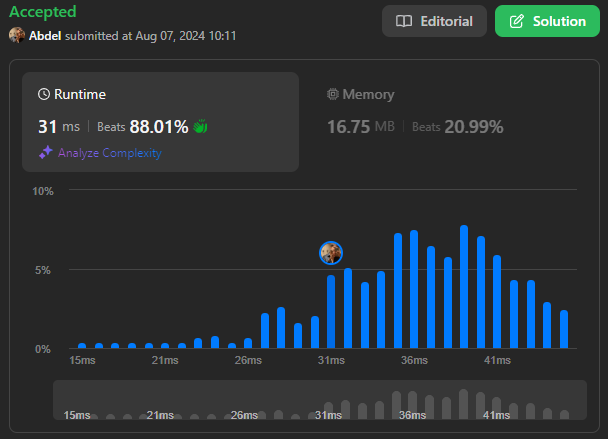 Accepted
Editorial
Solution
Abdel submitted at Aug 07, 2024 10:11
Runtime
Memory
31 ms Beats 88.01%
16.75 MB Beats 20.99%
Analyze Complexity
10%
5%
0%
15ms 21ms 26ms 31ms 36ms 41ms
15ms 21ms 26ms 31ms 36ms 41ms